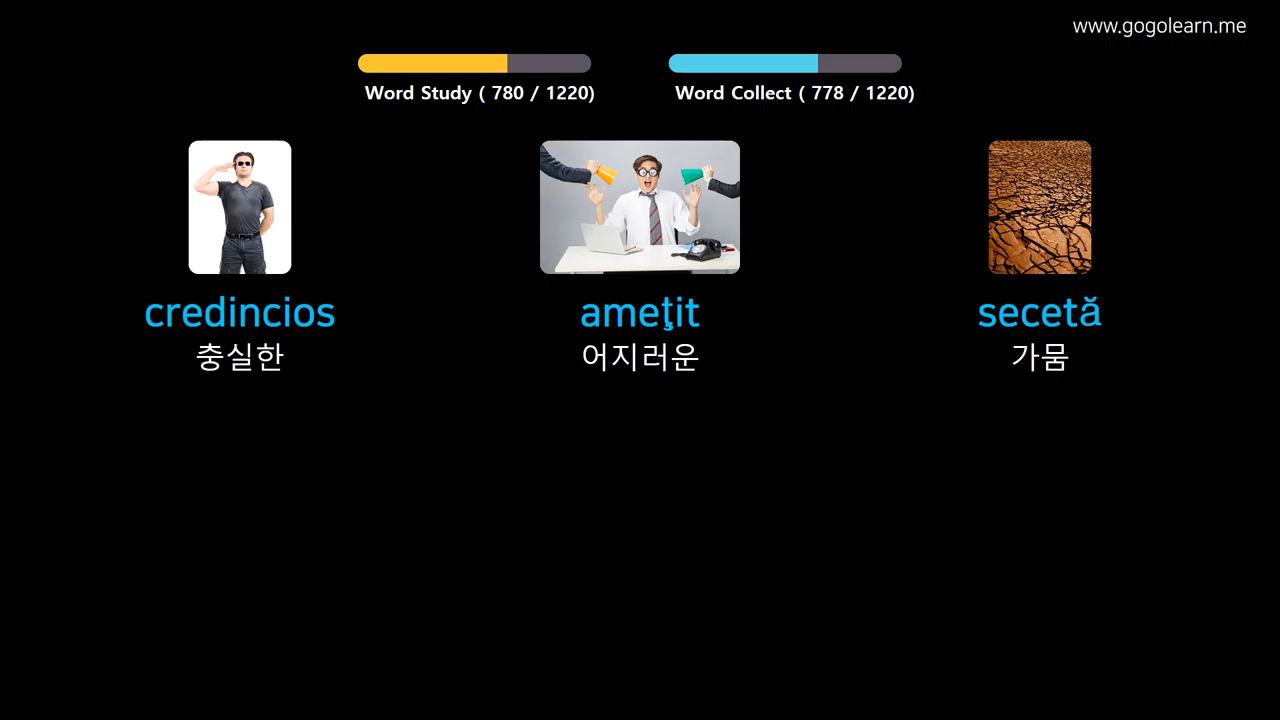 www.gogolearn.me
Word Study ( 780 / 1220)
Word Collect ( 778 / 1220)
credincios
ameţit
secetă
충실한
어지러운
가뭄